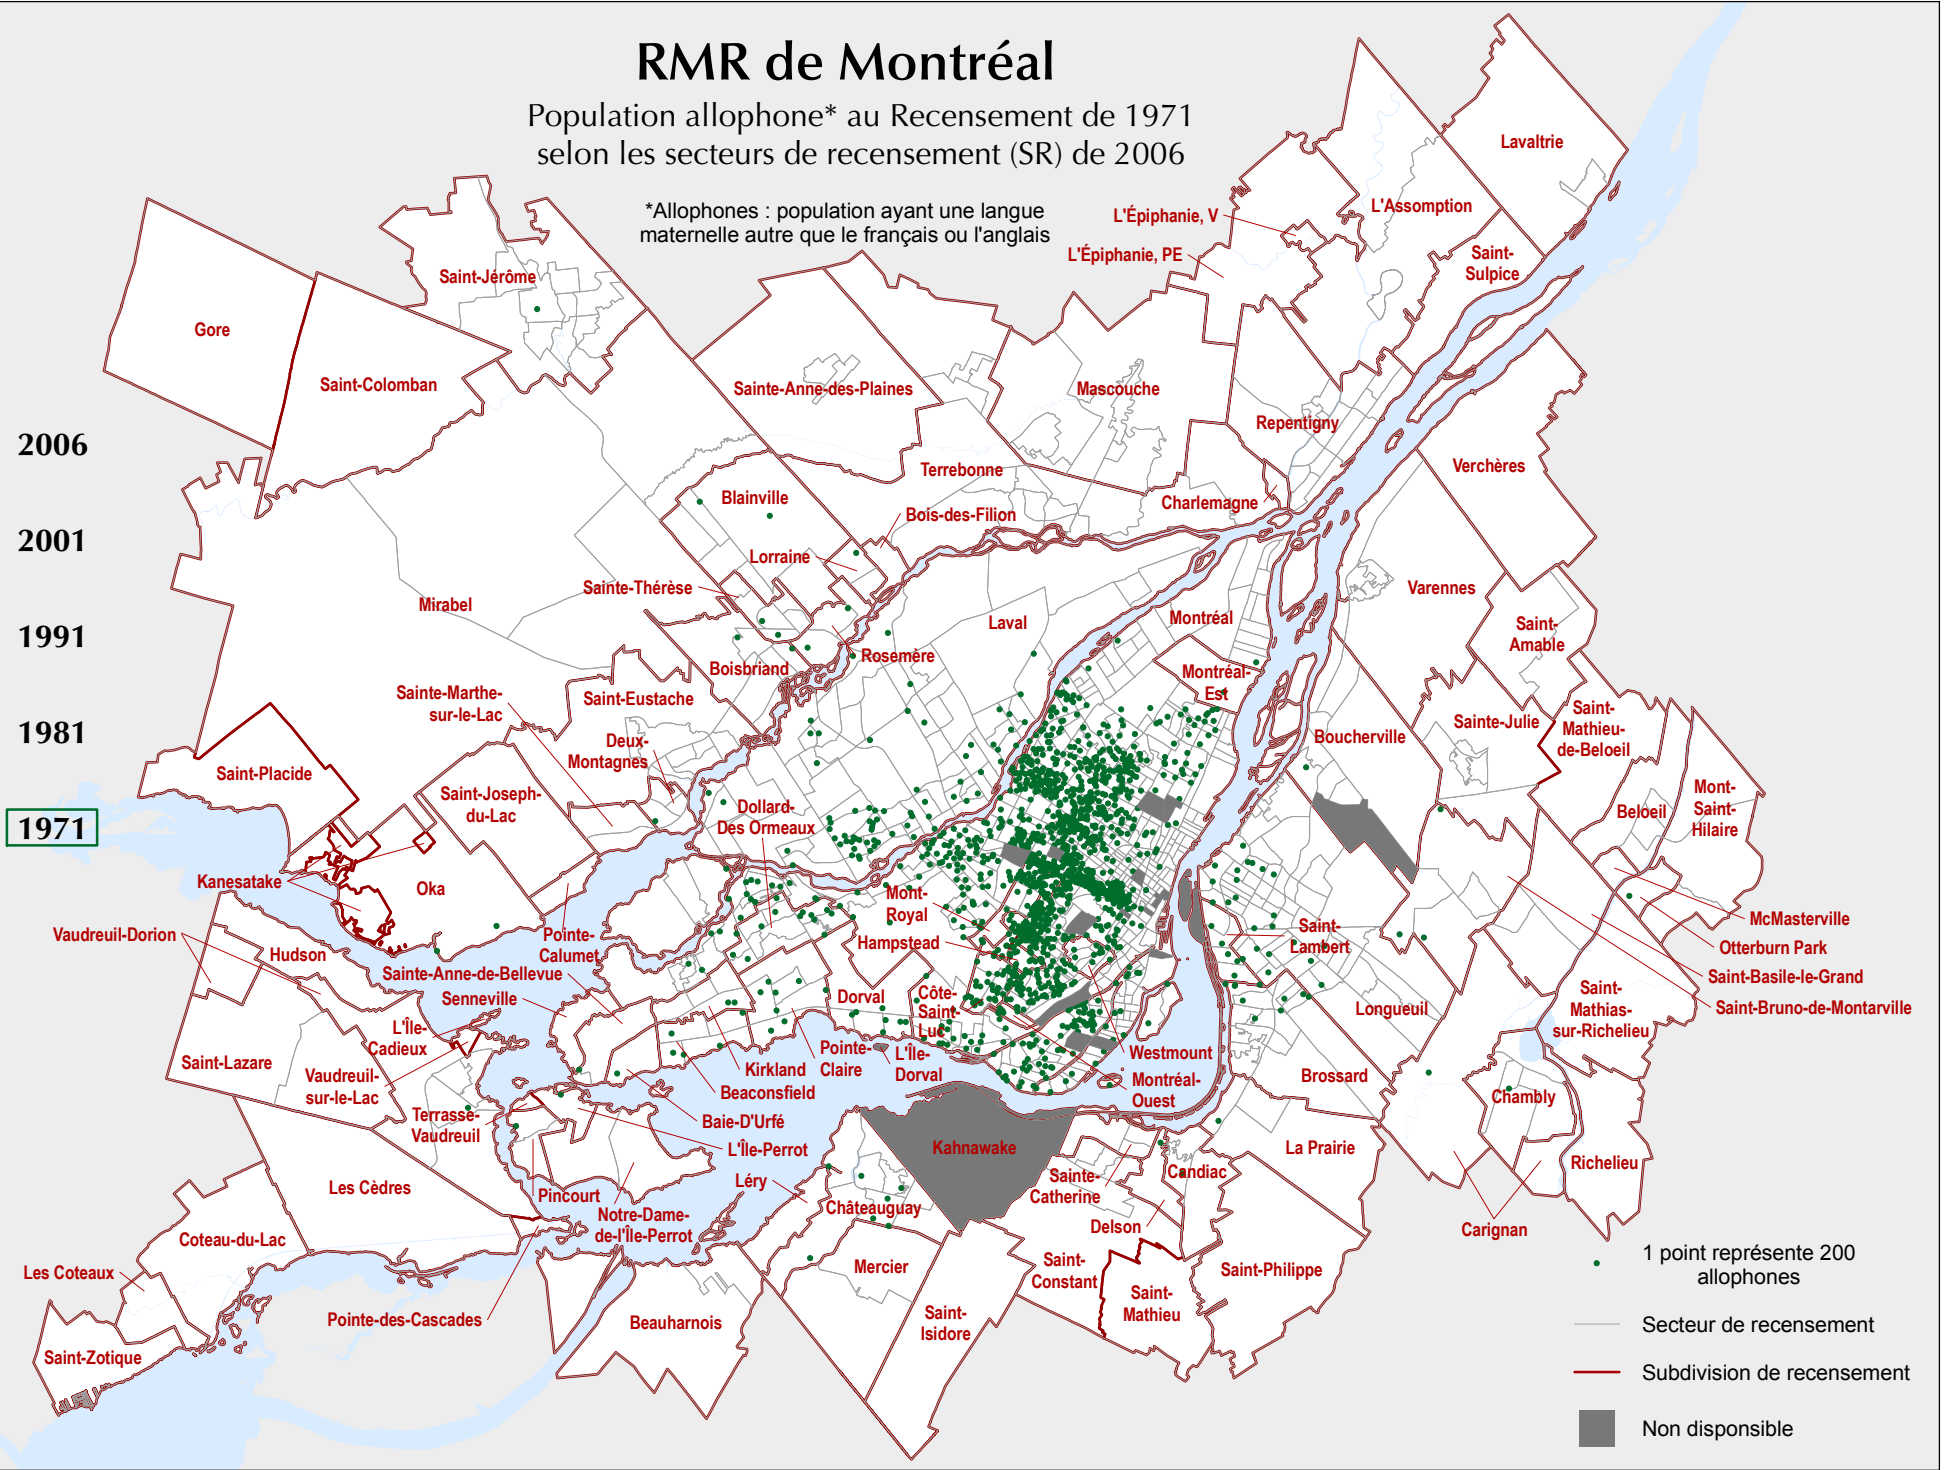 RMR de Montréal
Population allophone* au Recensement de 1971
selon les secteurs de recensement (SR) de 2006
*Allophones : population ayant une langue
maternelle autre que le français ou l'anglais
2006
2001
1991
1981
1971
Lavaltrie
L'Assomption
L'Épiphanie, V
L'Épiphanie, PE
Saint-
Sulpice
Saint-Jérôme
Gore
Saint-Colomban
Sainte-Anne-des-Plaines
Mascouche
Repentigny
Verchères
Terrebonne
Blainville
Charlemagne
Bois-des-Filion
Lorraine
Sainte-Thérèse
Mirabel
Varennes
Laval
Montréal
Saint-
Amable
Rosemère
Boisbriand
Montréal-
Est
Sainte-Marthe-
sur-le-Lac
Saint-Eustache
Saint-
Mathieu-
de-Beloeil
Sainte-Julie
Boucherville
Deux-
Montagnes
Saint-Placide
Saint-Joseph-
du-Lac
Dollard-
Des Ormeaux
Beloeil
Mont-
Saint-
Hilaire
Kanesatake
Oka
Mont-
Royal
Hampstead
McMasterville
Otterburn Park
Saint-Basile-le-Grand
Saint-Bruno-de-Montarville
Vaudreuil-Dorion
Hudson
Pointe-
Calumet
Saint-
Lambert
Sainte-Anne-de-Bellevue
Senneville
Dorval
Côte-
Saint-
Luc
Longueuil
Saint-
Mathias-
sur-Richelieu
L'Île-
Cadieux
Saint-Lazare
Vaudreuil-
sur-le-Lac
Kirkland
Beaconsfield
Pointe-
Claire
L'Île-
Dorval
Westmount
Montréal-
Ouest
Brossard
Chambly
Terrasse-
Vaudreuil
Baie-D'Urfé
L'Île-Perrot
Kahnawake
La Prairie
Richelieu
Les Cèdres
Pincourt
Léry
Châteauguay
Sainte-
Catherine
Candiac
Delson
Notre-Dame-
de-l'Île-Perrot
Carignan
Coteau-du-Lac
Les Coteaux
Mercier
Saint-
Constant
Saint-Philippe
Saint-
Mathieu
Pointe-des-Cascades
Beauharnois
Saint-
Isidore
Saint-Zotique
1 point représente 200
allophones
Secteur de recensement
Subdivision de recensement
Non disponible